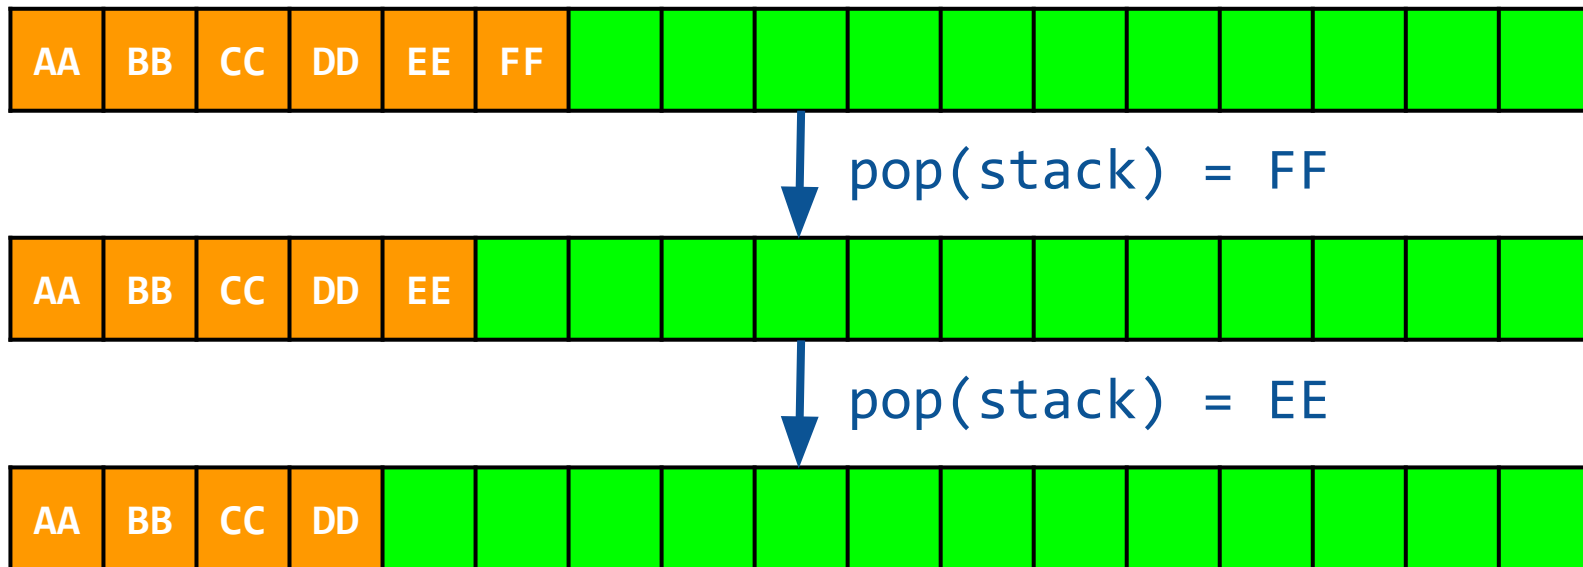 AA BB CC DD EE FF
pop(stack) = FF
AA BB CC DD EE
pop(stack) = EE
AA BB CC DD